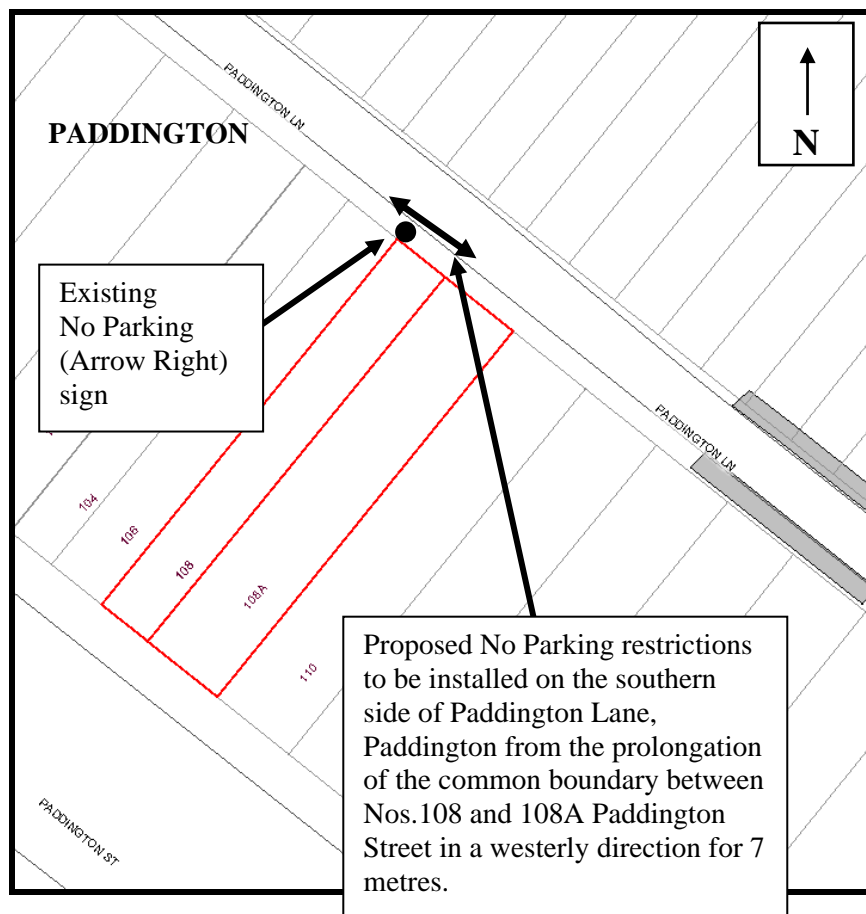 PADDINGTON LN
PADDINGTON
N
Existing
No Parking
(Arrow Right)
sign
PADDINGTON LN
104
106
108
108A
110
Proposed No Parking restrictions
to be installed on the southern
side of Paddington Lane,
Paddington from the prolongation
of the common boundary between
Nos.108 and 108A Paddington
Street in a westerly direction for 7
metres.
PADDINGTON ST